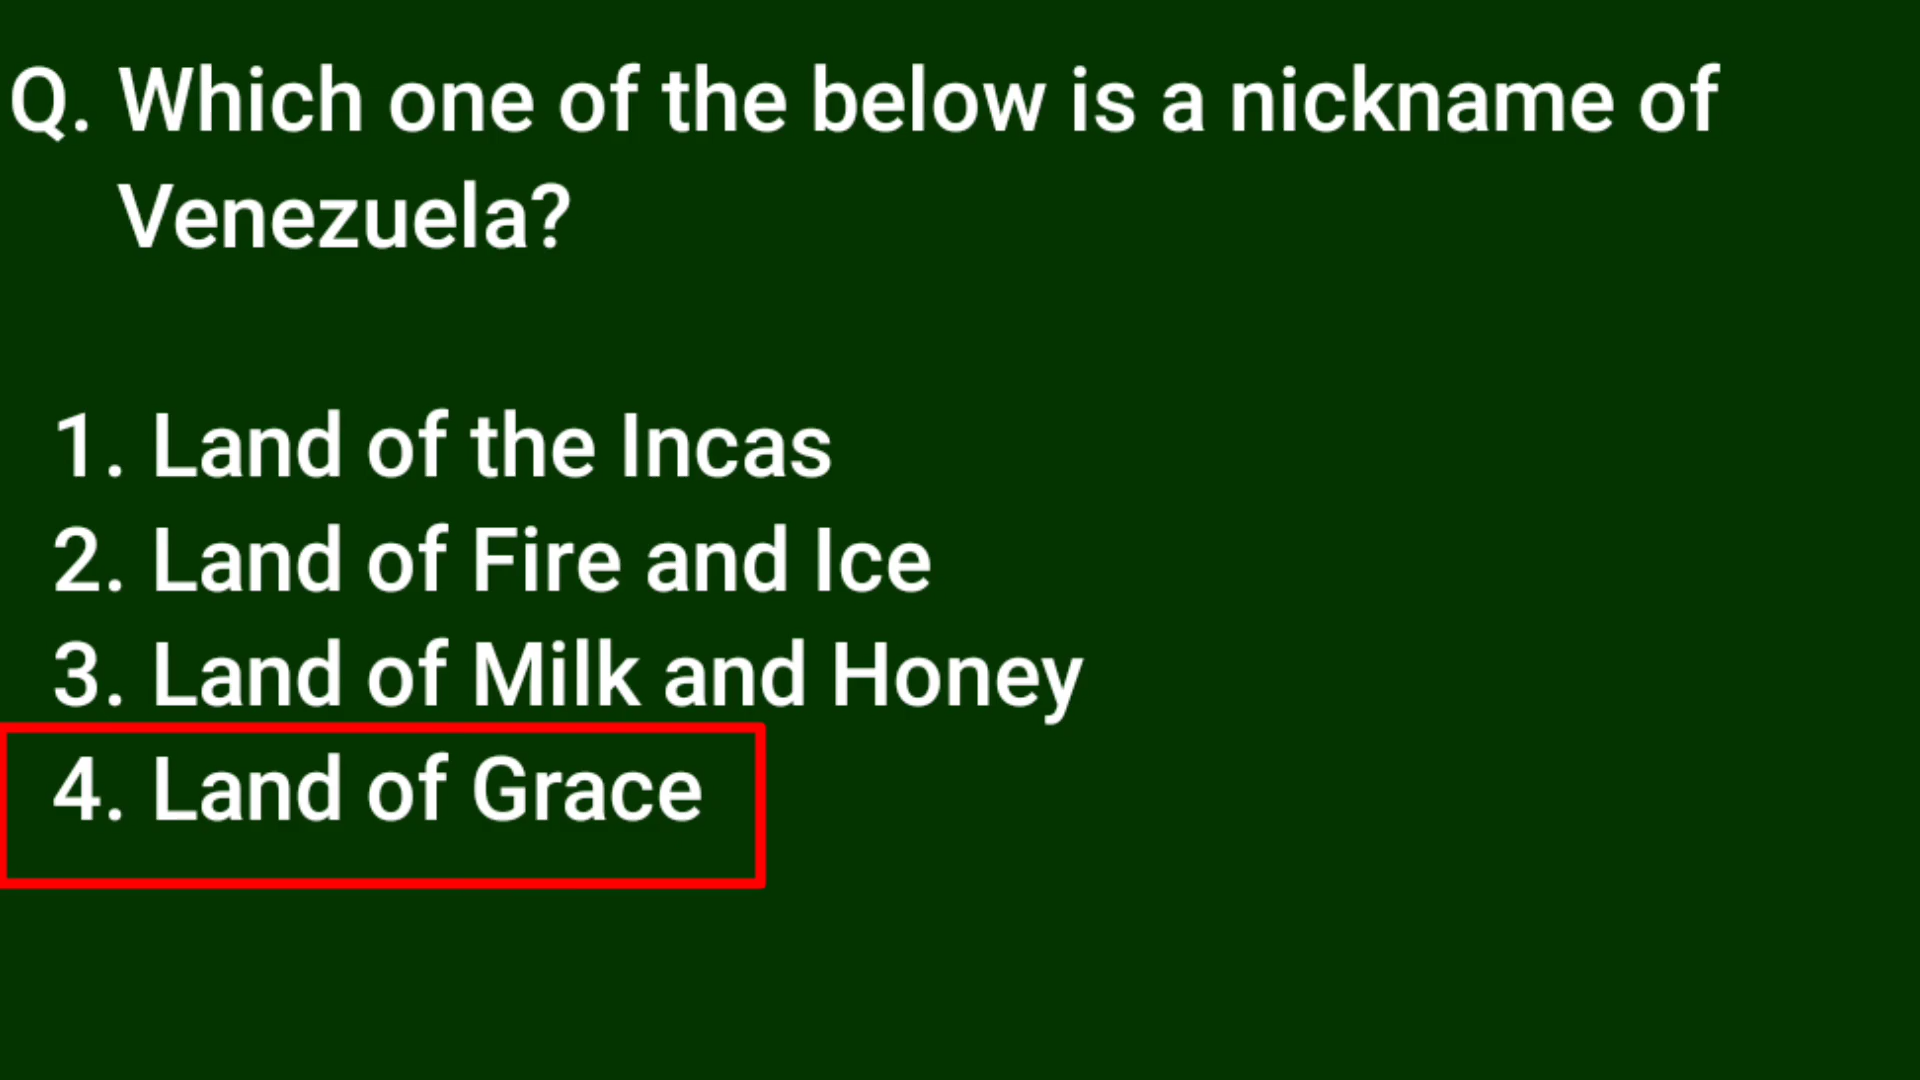 Q. Which one of the below is a nickname of
Venezuela?
1. Land of the Incas
2. Land of Fire and Ice
3. Land of Milk and Honey
4. Land of Grace